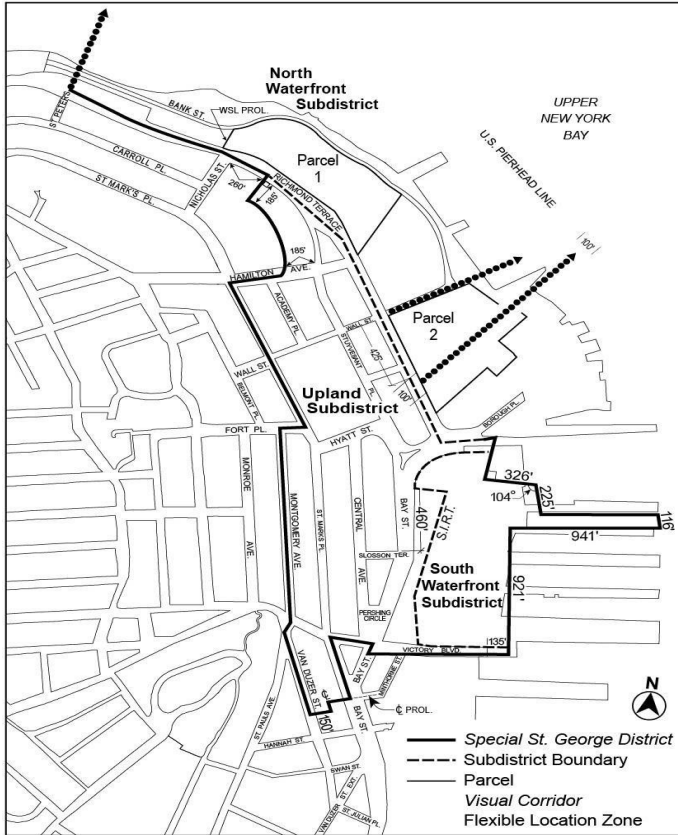 North
Waterfront
Subdistrict
UPPER
NEW YORK
BAY
BANK ST.
WSL PROL.
ST. PETERS
U.S. PIERHEAD LINE
CARROLL PL.
Parcel
1
NICHOLAS ST.
260'
185'
RICHMOND TERRACE
ST. MARK'S PL.
185'
100'
HAMILTON
AVE.
ACADEMY PL.
Parcel
2
WALL ST.
STUYVESANT
PL.
425'
WALL ST.
100'
Upland
Subdistrict
BELMONT PL.
BOROUGH PL.
FORT PL.
HYATT ST.
MONROE
AVE.
MONTGOMERY AVE.
ST. MARKS PL.
CENTRAL
AVE.
BAY ST.
460'
S.I.R.T.
326'
104°
225'
116'
941'
921'
SLOSSON TER.
South
Waterfront
Subdistrict
PERSHING
CIRCLE
135'
VICTORY BLVD.
VAN DUZER ST.
BAY ST.
MINTHORNE ST.
N
ST. PAULS AVE.
150'
BAY ST.
℄ PROL.
HANNAH ST.
SWAN ST.
VAN DUZER
ST. EXT.
ST. JULIAN PL.
Special St. George District
Subdistrict Boundary
Parcel
Visual Corridor
Flexible Location Zone